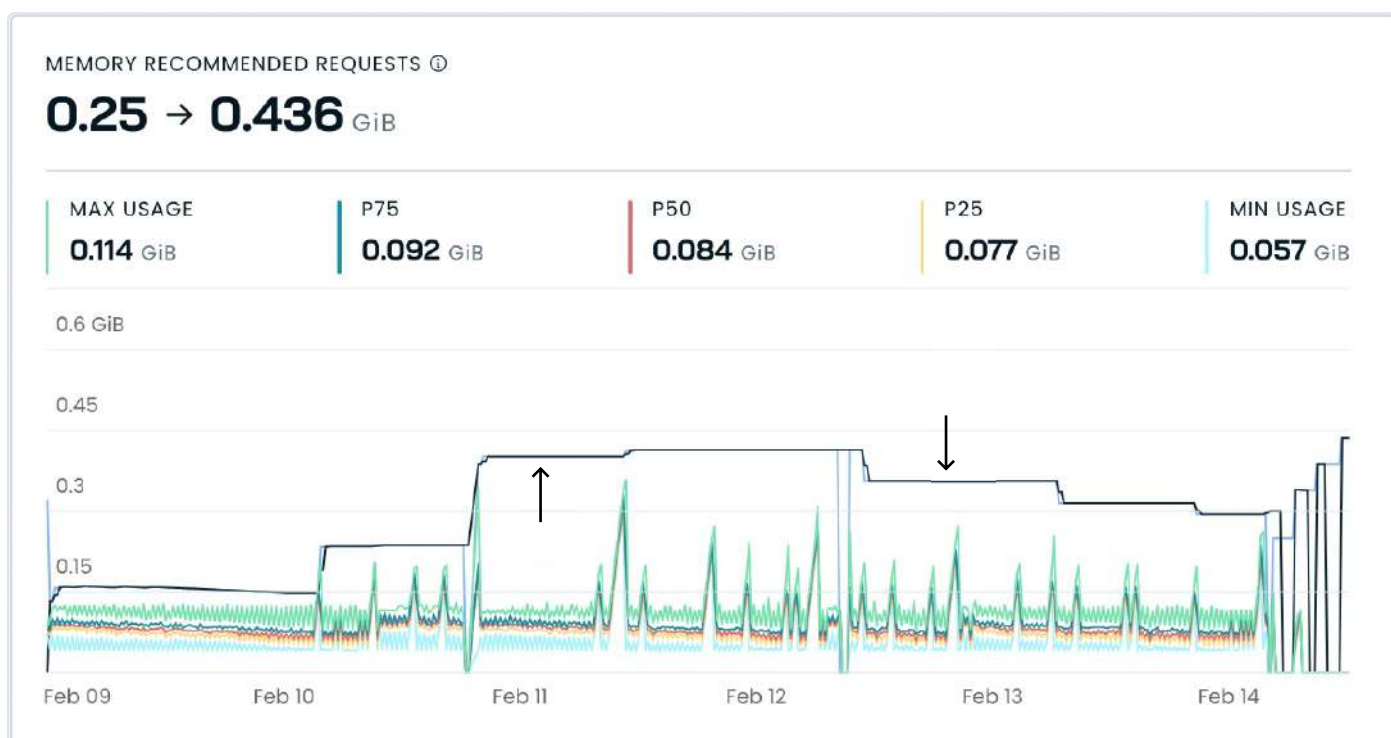 MEMORY RECOMMENDED REQUESTS ⓘ
0.25 → 0.436 GiB
MAX USAGE
0.114 GiB
P75
0.092 GiB
P50
0.084 GiB
P25
0.077 GiB
MIN USAGE
0.057 GiB
0.6 GiB
0.45
0.3
0.15
Feb 09 Feb 10 Feb 11 Feb 12 Feb 13 Feb 14